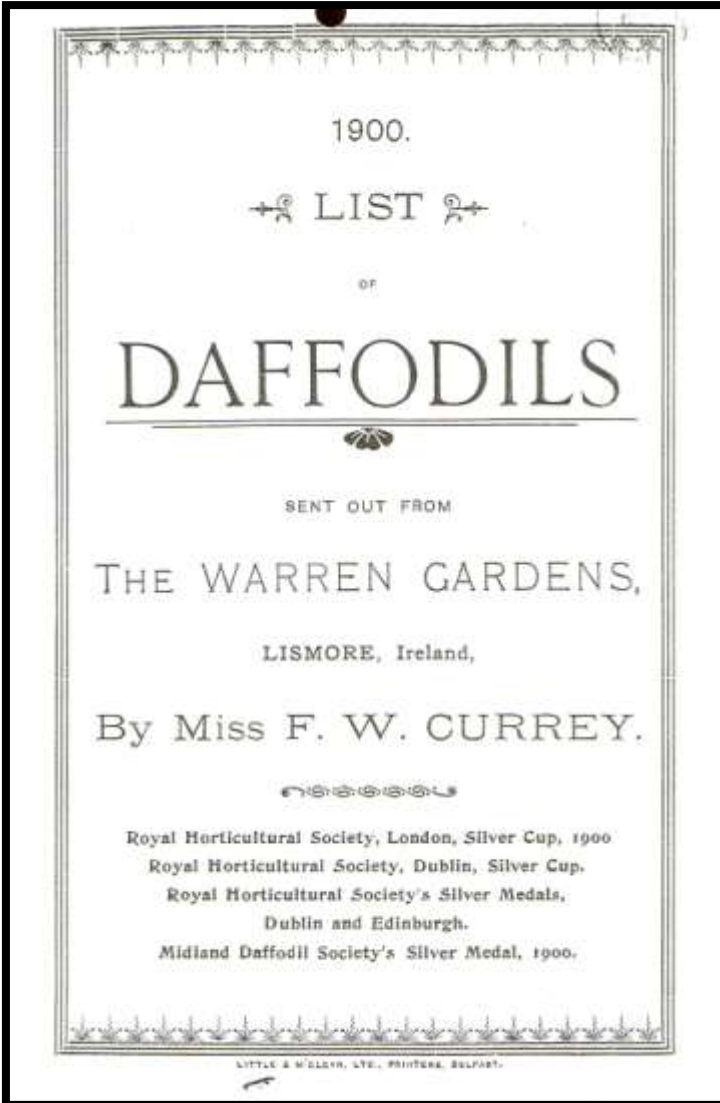 1900.
LIST
OF
DAFFODILS
SENT OUT FROM
THE WARREN GARDENS,
LISMORE, Ireland,
By Miss F. W. CURREY.
Royal Horticultural Society, London, Silver Cup, 1900
Royal Horticultural Society, Dublin, Silver Cup.
Royal Horticultural Society's Silver Medals,
Dublin and Edinburgh.
Midland Daffodil Society's Silver Medal, 1900.
LITTLE & LTD., PRINTERS, BELFAST.